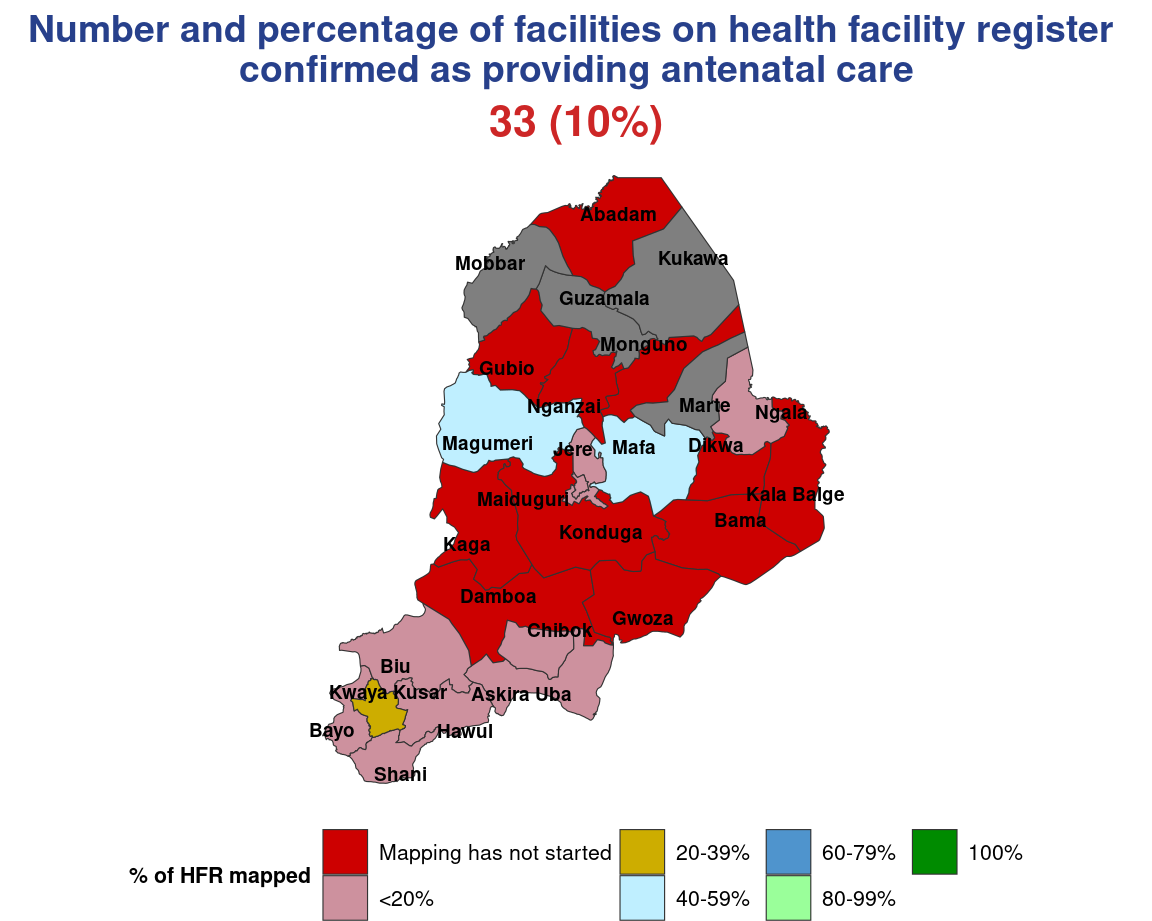 Number and percentage of facilities on health facility register
confirmed as providing antenatal care
33 (10%)
Abadam
Kukawa
Mobbar
Guzamala
Monguno
Gubio
Nganzai
Marte
Ngala
Magumeri
Jere
Mafa
Dikwa
Maiduguri
Kala Balge
Konduga
Bama
Kaga
Damboa
Gwoza
Chibok
Biu
Kwaya Kusar
Askira Uba
Bayo
Hawul
Shani
% of HFR mapped
Mapping has not started
<20%
20-39%
40-59%
60-79%
80-99%
100%